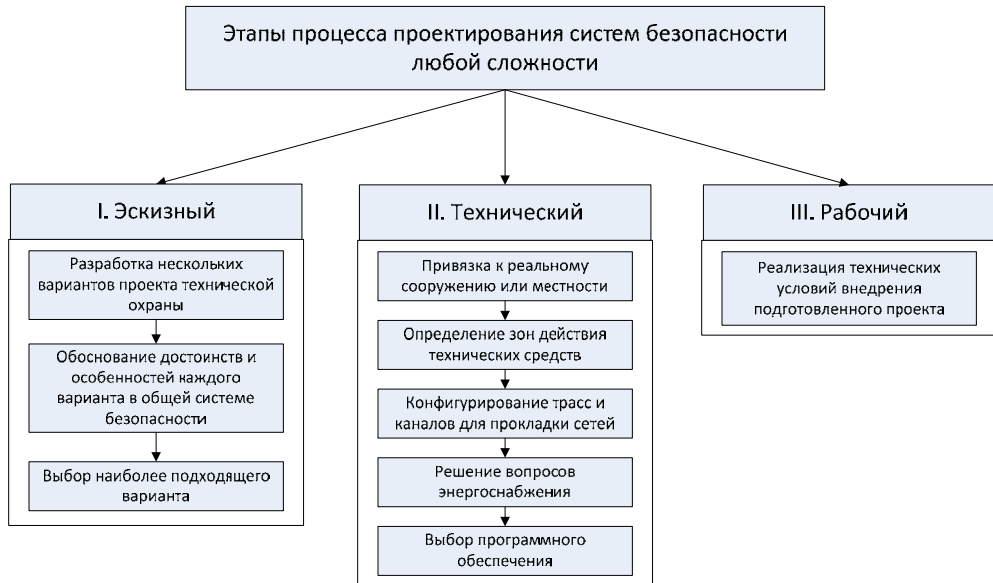 Этапы процесса проектирования систем безопасности
любой сложности
I. Эскизный
Разработка нескольких
вариантов проекта технической
охраны
Обоснование достоинств и
особенностей каждого
варианта в общей системе
безопасности
Выбор наиболее подходящего
варианта
II. Технический
Привязка к реальному
сооружению или местности
Определение зон действия
технических средств
Конфигурирование трасс и
каналов для прокладки сетей
Решение вопросов
энергоснабжения
Выбор программного
обеспечения
III. Рабочий
Реализация технических
условий внедрения
подготовленного проекта